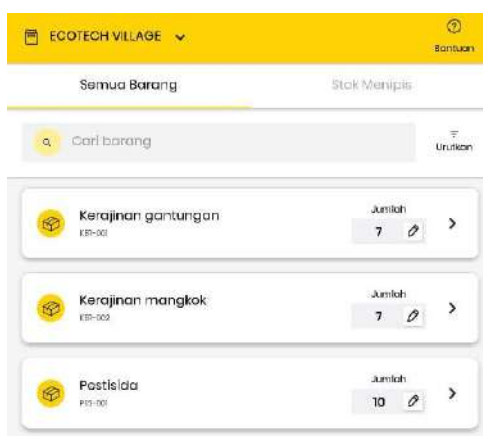 ECOTECH VILLAGE
Bantuan
Semua Barang
Stok Menipis
Cari barang
Urutkan
Kerajinan gantungan
Jumlah
7
Kerajinan mangkok
Jumlah
7
Pestisida
Jumlah
10